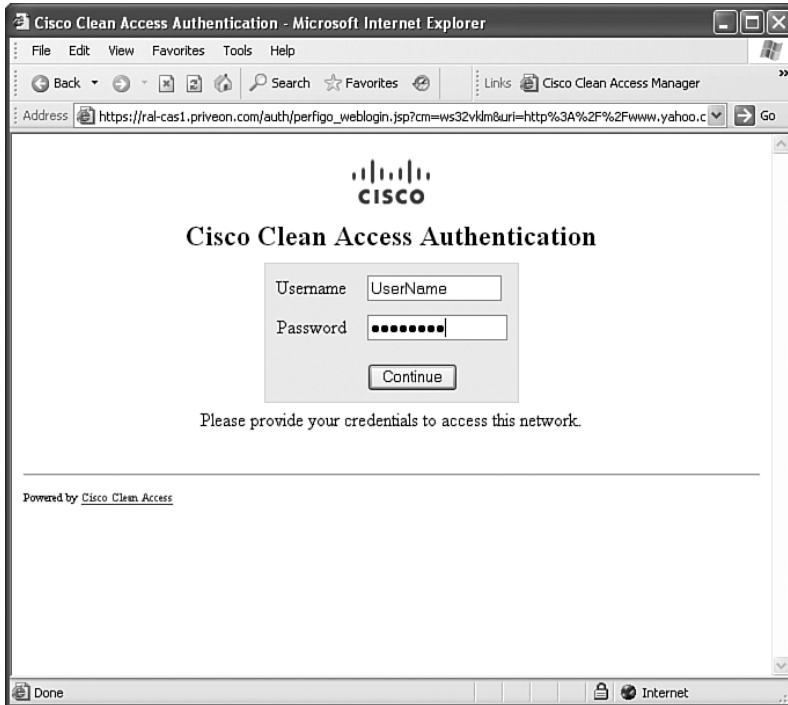 Cisco Clean Access Authentication - Microsoft Internet Explorer
File Edit View Favorites Tools Help
Back Search Favorites Links Cisco Clean Access Manager »
Address https://ral-cas1.priveon.com/auth/perfigo_weblogin.jsp?cm=ws32vklm&uri=http%3A%2F%2Fwww.yahoo.c Go
CISCO
Cisco Clean Access Authentication
Username UserName
Password ●●●●●●●●
Continue
Please provide your credentials to access this network.
Powered by Cisco Clean Access
Done Internet